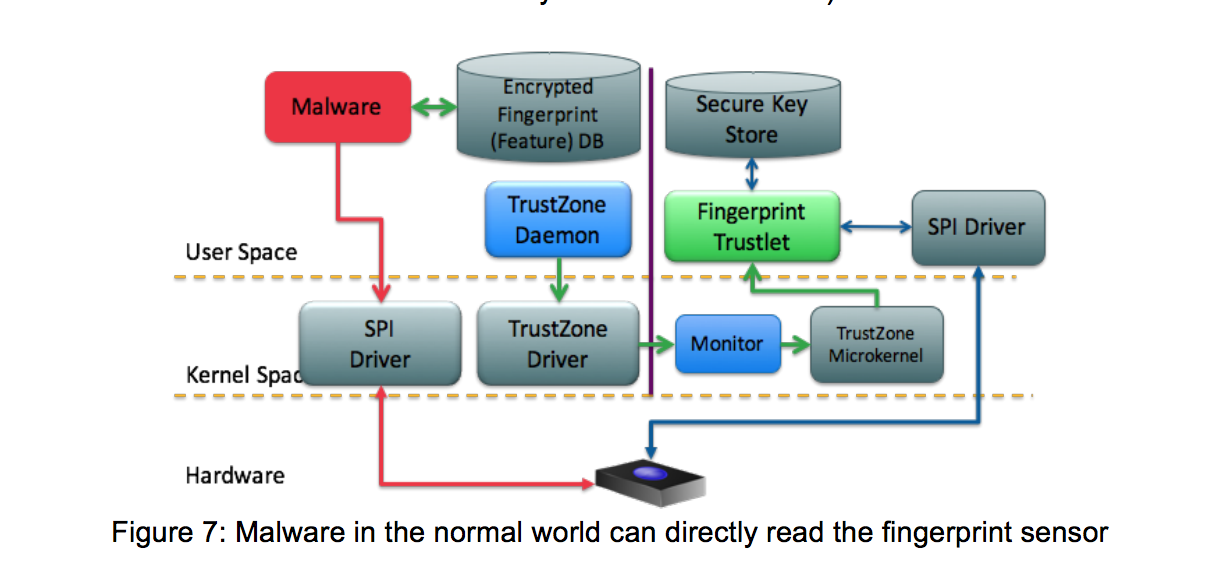 Malware
Encrypted
Fingerprint
(Feature) DB
Secure Key
Store
TrustZone
Daemon
Fingerprint
Trustlet
SPI Driver
User Space
SPI
Driver
TrustZone
Driver
Monitor
TrustZone
Microkernel
Kernel Spac
Hardware
Figure 7: Malware in the normal world can directly read the fingerprint sensor